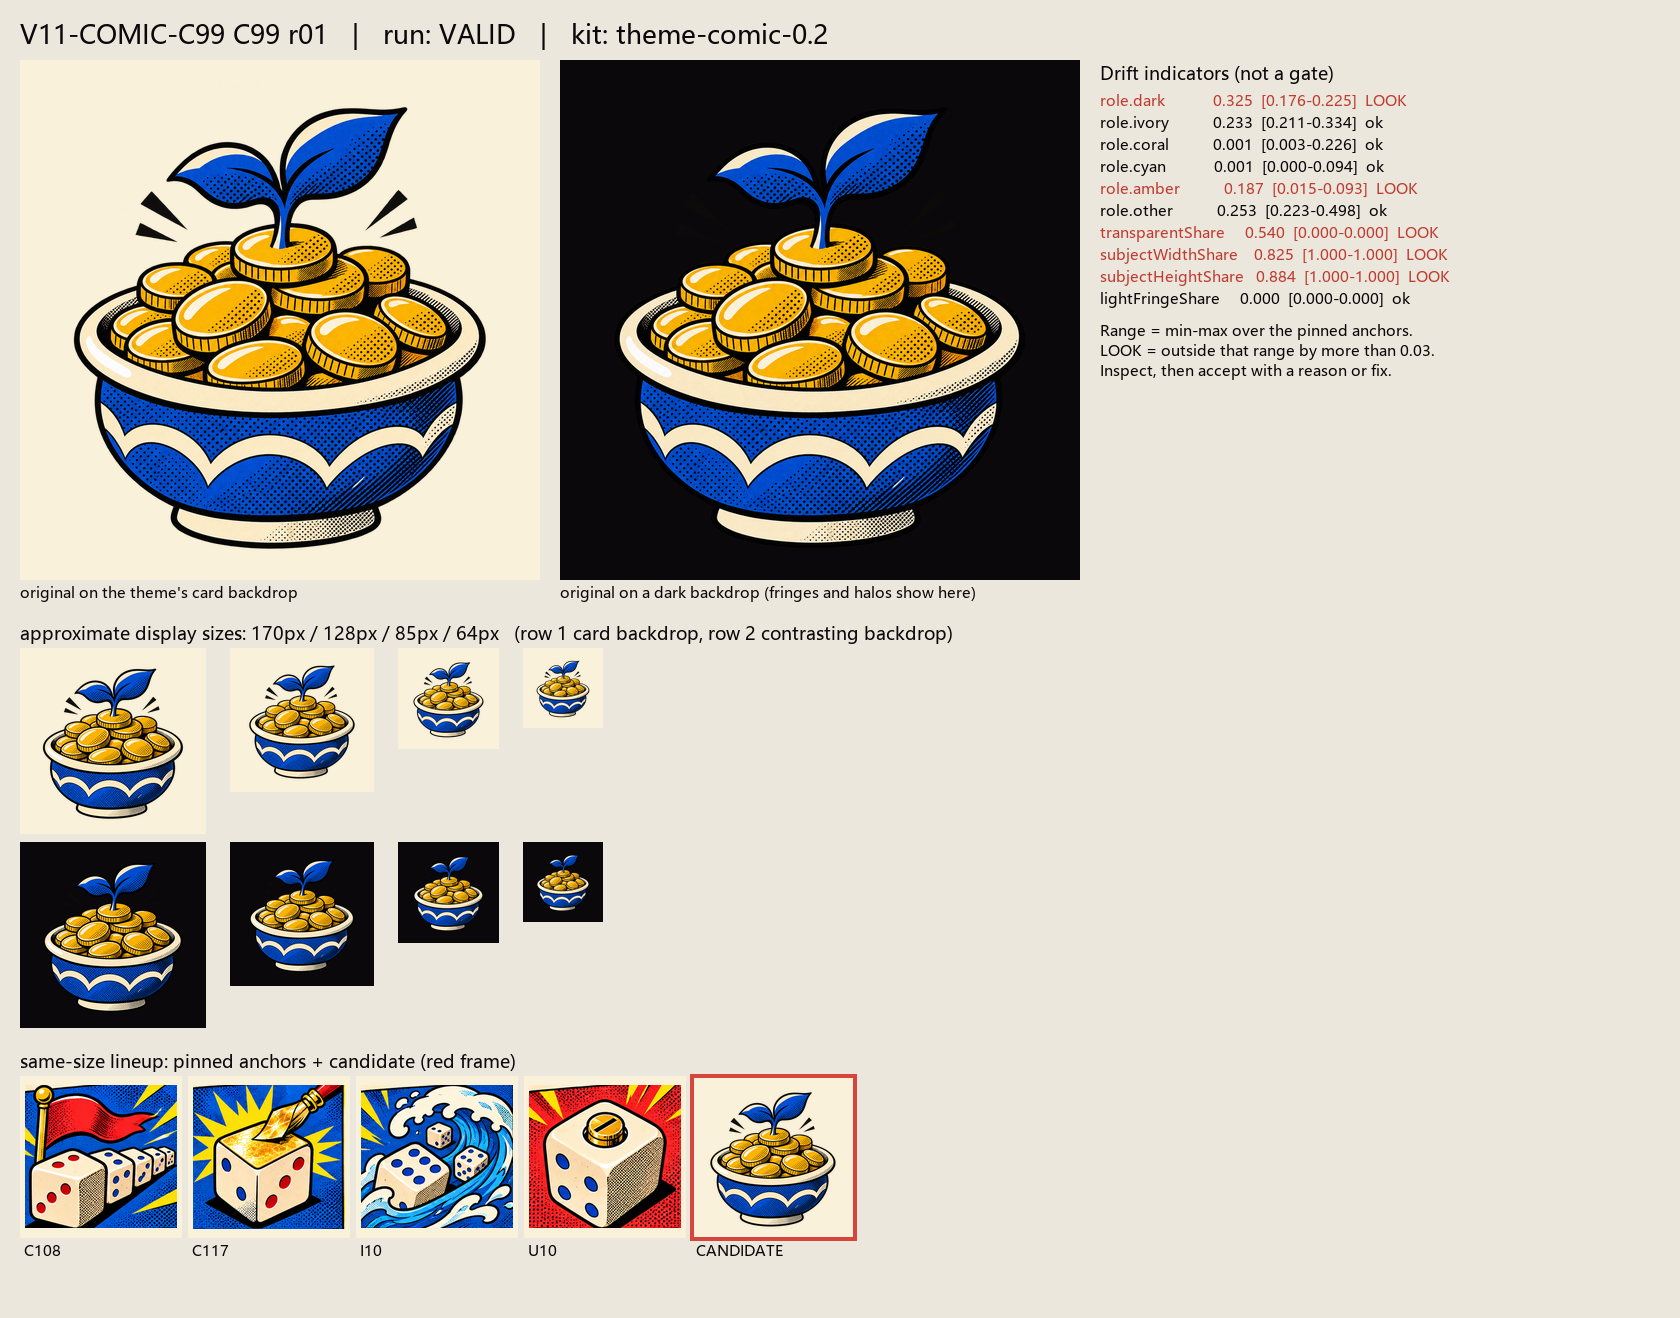 V11-COMIC-C99 C99 r01 | run: VALID | kit: theme-comic-0.2
Drift indicators (not a gate)
role.dark 0.325 [0.176-0.225] LOOK
role.ivory 0.233 [0.211-0.334] ok
role.coral 0.001 [0.003-0.226] ok
role.cyan 0.001 [0.000-0.094] ok
role.amber 0.187 [0.015-0.093] LOOK
role.other 0.253 [0.223-0.498] ok
transparentShare 0.540 [0.000-0.000] LOOK
subjectWidthShare 0.825 [1.000-1.000] LOOK
subjectHeightShare 0.884 [1.000-1.000] LOOK
lightFringeShare 0.000 [0.000-0.000] ok
Range = min-max over the pinned anchors.
LOOK = outside that range by more than 0.03.
Inspect, then accept with a reason or fix.
original on the theme's card backdrop
original on a dark backdrop (fringes and halos show here)
approximate display sizes: 170px / 128px / 85px / 64px (row 1 card backdrop, row 2 contrasting backdrop)
same-size lineup: pinned anchors + candidate (red frame)
C108
C117
I10
U10
CANDIDATE